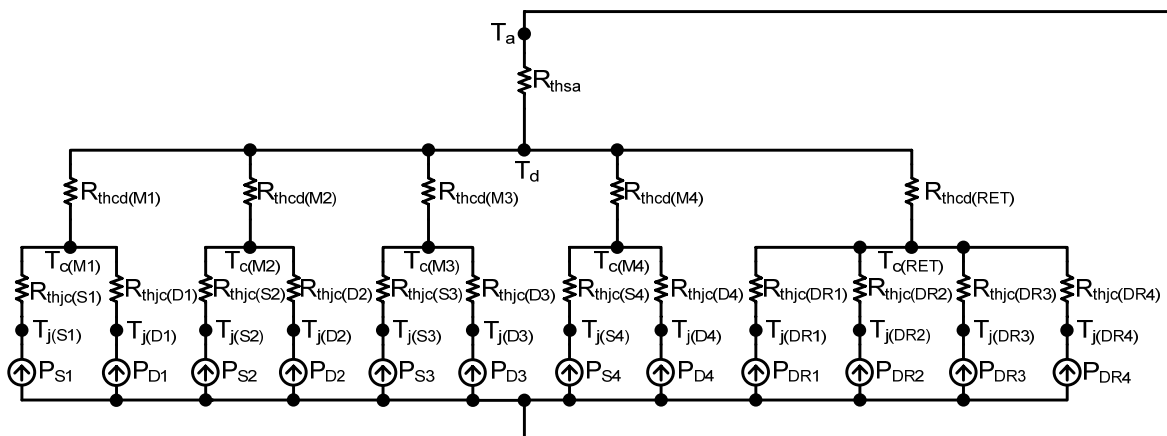 Ta
Rthsa
Td
Rthcd(M1) Rthcd(M2) Rthcd(M3) Rthcd(M4) Rthcd(RET)
Tc(M1) Tc(M2) Tc(M3) Tc(M4) Tc(RET)
Rthjc(S1) Rthjc(D1) Rthjc(S2) Rthjc(D2) Rthjc(S3) Rthjc(D3) Rthjc(S4) Rthjc(D4) Rthjc(DR1) Rthjc(DR2) Rthjc(DR3) Rthjc(DR4)
Tj(S1) Tj(D1) Tj(S2) Tj(D2) Tj(S3) Tj(D3) Tj(S4) Tj(D4) Tj(DR1) Tj(DR2) Tj(DR3) Tj(DR4)
PS1 PD1 PS2 PD2 PS3 PD3 PS4 PD4 PDR1 PDR2 PDR3 PDR4